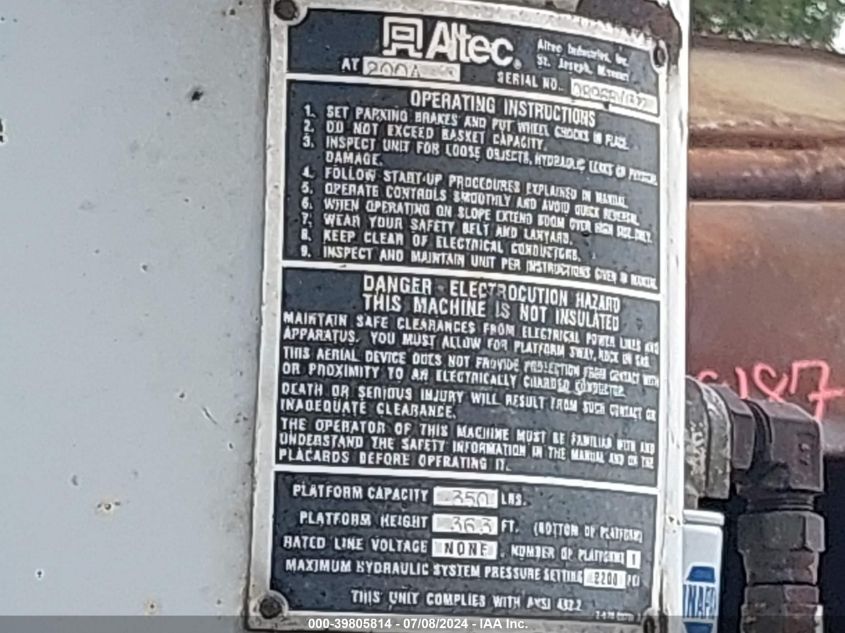 Altec
Altec Industries, Inc.
St. Joseph, Missouri
AT 200A
SERIAL NO.
OPERATING INSTRUCTIONS
1. SET PARKING BRAKES AND PUT WHEEL CHOCKS IN PLACE.
2. DO NOT EXCEED BASKET CAPACITY.
3. INSPECT UNIT FOR LOOSE OBJECTS, HYDRAULIC LEAKS OR PHYSICAL
DAMAGE.
4. FOLLOW START-UP PROCEDURES EXPLAINED IN MANUAL.
5. OPERATE CONTROLS SMOOTHLY AND AVOID QUICK REVERSAL.
6. WHEN OPERATING ON SLOPE EXTEND BOOM OVER HIGH SIDE ONLY.
7. WEAR YOUR SAFETY BELT AND LANYARD.
8. KEEP CLEAR OF ELECTRICAL CONDUCTORS.
9. INSPECT AND MAINTAIN UNIT PER INSTRUCTIONS GIVEN IN MANUAL
DANGER - ELECTROCUTION HAZARD
THIS MACHINE IS NOT INSULATED
MAINTAIN SAFE CLEARANCES FROM ELECTRICAL POWER LINES AND
APPARATUS. YOU MUST ALLOW FOR PLATFORM SWAY, ROCK OR SAG.
THIS AERIAL DEVICE DOES NOT PROVIDE PROTECTION FROM CONTACT WITH
OR PROXIMITY TO AN ELECTRICALLY CHARGED CONDUCTOR.
DEATH OR SERIOUS INJURY WILL RESULT FROM SUCH CONTACT OR
INADEQUATE CLEARANCE.
THE OPERATOR OF THIS MACHINE MUST BE FAMILIAR WITH AND
UNDERSTAND THE SAFETY INFORMATION IN THE MANUAL AND ON THE
PLACARDS BEFORE OPERATING IT.
PLATFORM CAPACITY 350 LBS.
PLATFORM HEIGHT 36.3 FT. (BOTTOM OF PLATFORM)
RATED LINE VOLTAGE NONE . NUMBER OF PLATFORMS 1
MAXIMUM HYDRAULIC SYSTEM PRESSURE SETTING 2200 PSI
THIS UNIT COMPLIES WITH ANSI A92.2
187
NAPA
000-39805814 - 07/08/2024 - IAA Inc.